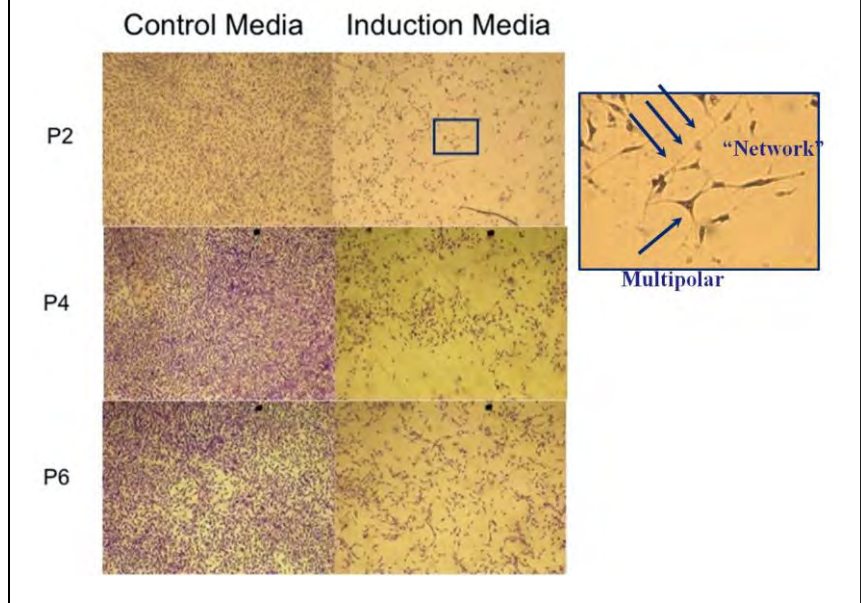 Control Media
Induction Media
P2
“Network”
Multipolar
P4
P6